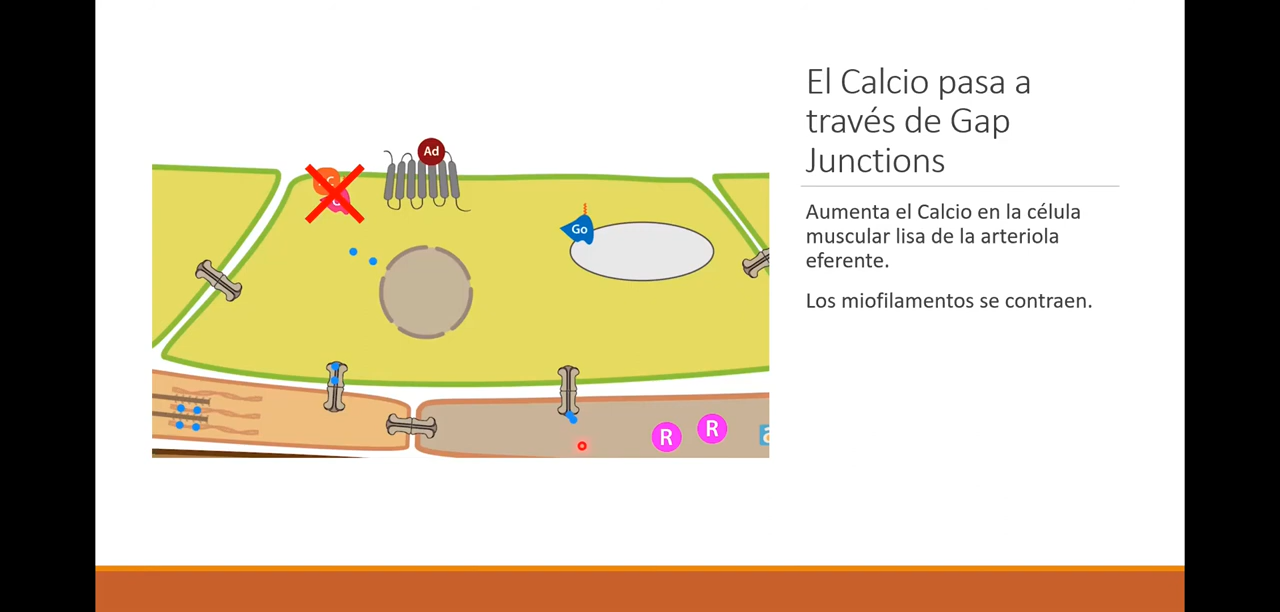 El Calcio pasa a
través de Gap
Junctions
Aumenta el Calcio en la célula
muscular lisa de la arteriola
eferente.
Los miofilamentos se contraen.
Ad
Go
R
R